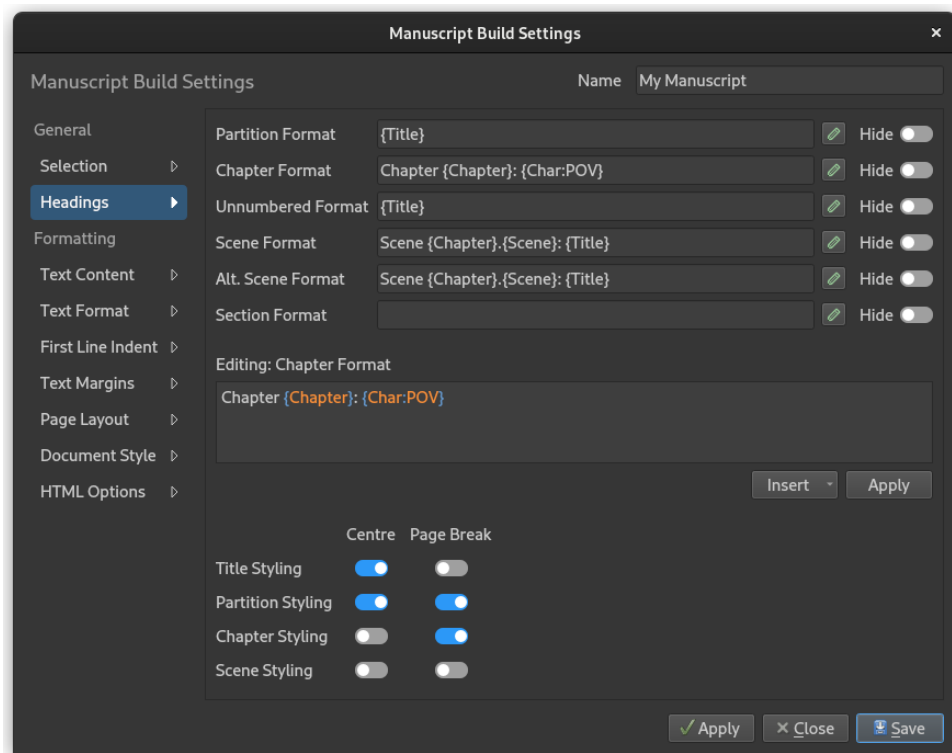 Manuscript Build Settings
Manuscript Build Settings
Name My Manuscript
General
Selection
Headings
Formatting
Text Content
Text Format
First Line Indent
Text Margins
Page Layout
Document Style
HTML Options
Partition Format {Title} Hide
Chapter Format Chapter {Chapter}: {Char:POV} Hide
Unnumbered Format {Title} Hide
Scene Format Scene {Chapter}.{Scene}: {Title} Hide
Alt. Scene Format Scene {Chapter}.{Scene}: {Title} Hide
Section Format Hide
Editing: Chapter Format
Chapter {Chapter}: {Char:POV}
Insert Apply
Centre Page Break
Title Styling
Partition Styling
Chapter Styling
Scene Styling
Apply Close Save